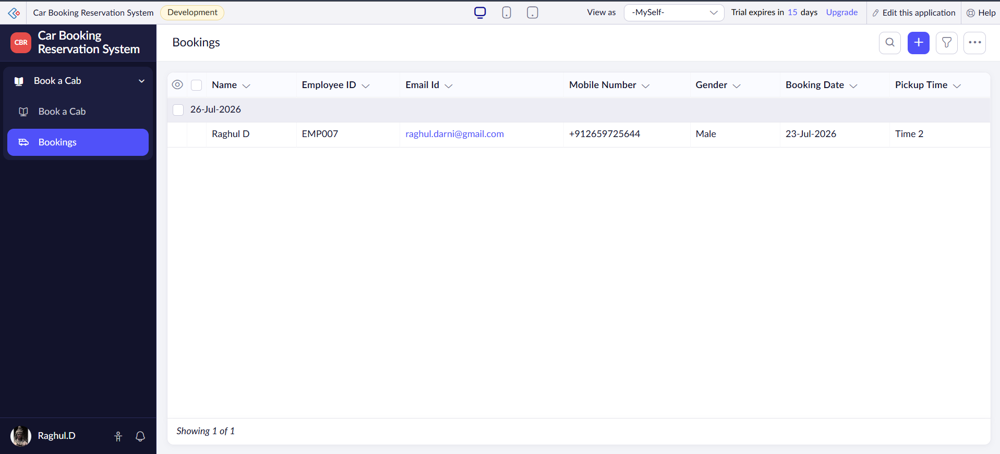 Car Booking Reservation System Development View as -MySelf- Trial expires in 15 days Upgrade Edit this application Help
CBR Car Booking
Reservation System
Book a Cab
Book a Cab
Bookings
Raghul.D
Bookings
Name Employee ID Email Id Mobile Number Gender Booking Date Pickup Time
26-Jul-2026
Raghul D EMP007 raghul.darni@gmail.com +912659725644 Male 23-Jul-2026 Time 2
Showing 1 of 1